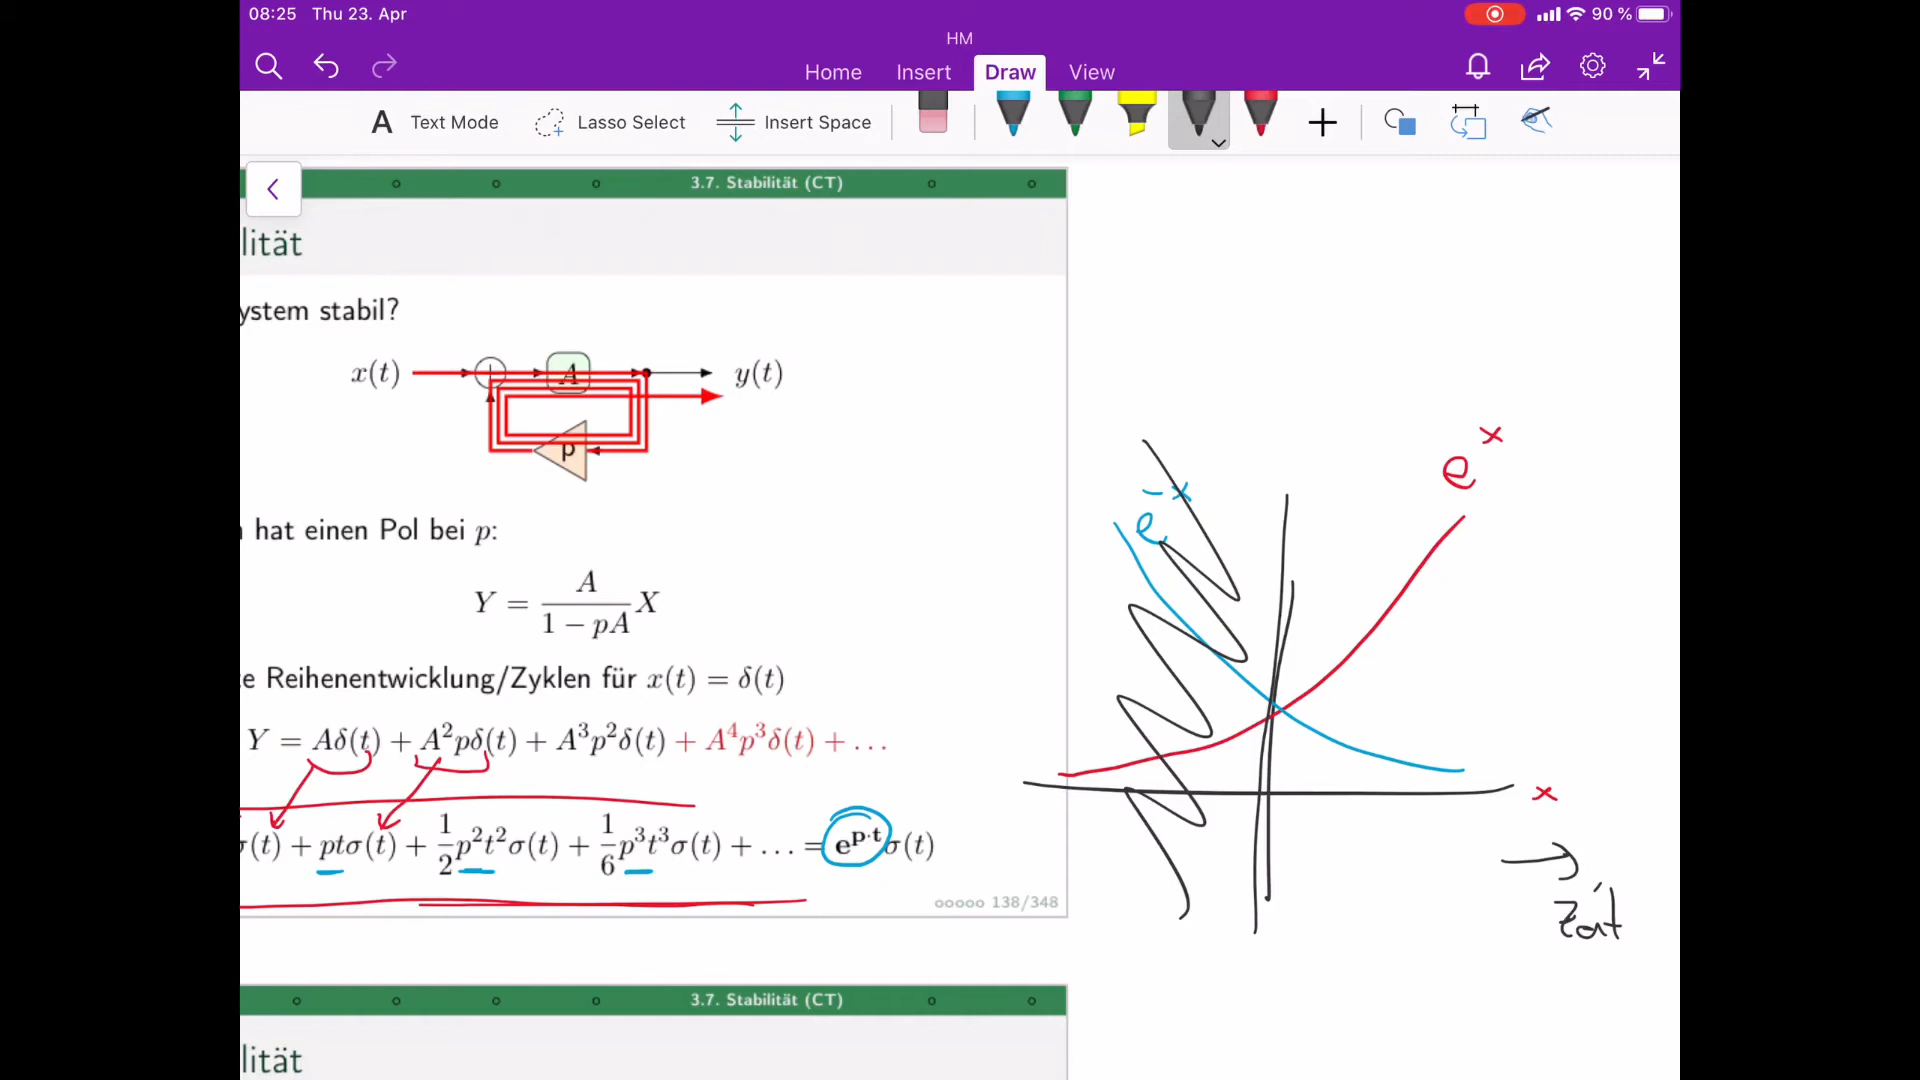 08:25 Thu 23. Apr 90 %
HM
Home Insert Draw View
A Text Mode Lasso Select Insert Space
3.7. Stabilität (CT)
lität
ystem stabil?
x(t) + A y(t)
p
hat einen Pol bei p:
Y = A / (1 − pA) X
e Reihenentwicklung/Zyklen für x(t) = δ(t)
Y = Aδ(t) + A²pδ(t) + A³p²δ(t) + A⁴p³δ(t) + ...
σ(t) + ptσ(t) + 1/2 p²t²σ(t) + 1/6 p³t³σ(t) + ... = e^{p·t}σ(t)
138/348
e^{-x}
e^{x}
x
Zeit
3.7. Stabilität (CT)
lität